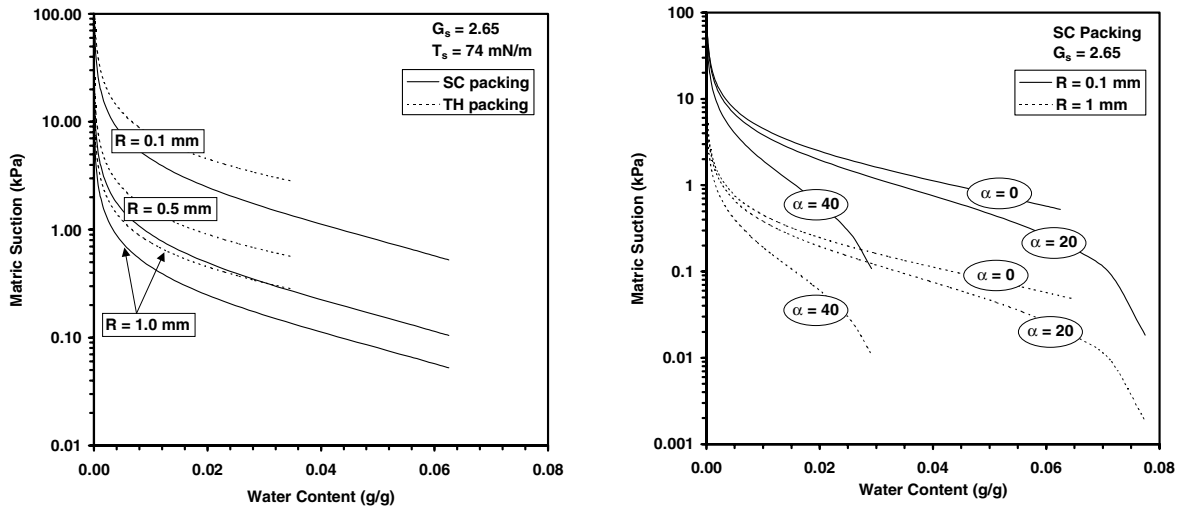 100.00
10.00
1.00
0.10
0.01
Matric Suction (kPa)
G_s = 2.65
T_s = 74 mN/m
SC packing
TH packing
R = 0.1 mm
R = 0.5 mm
R = 1.0 mm
0.00 0.02 0.04 0.06 0.08
Water Content (g/g)
100
10
1
0.1
0.01
0.001
Matric Suction (kPa)
SC Packing
G_s = 2.65
R = 0.1 mm
R = 1 mm
α = 0
α = 40
α = 20
α = 0
α = 40
α = 20
0.00 0.02 0.04 0.06 0.08
Water Content (g/g)